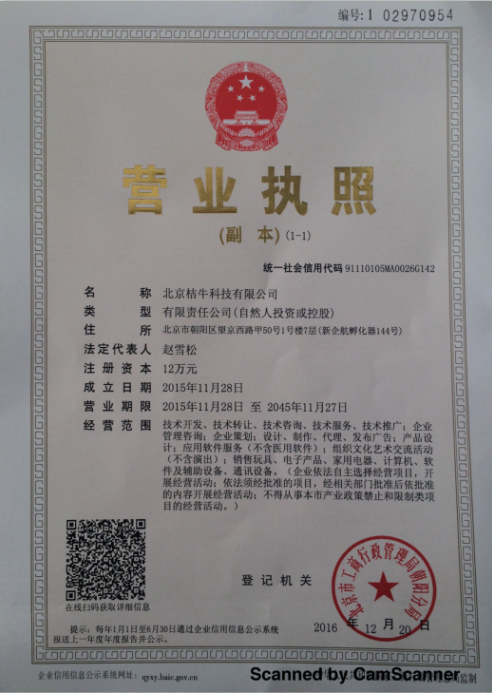 编号:1 02970954
营业执照
(副 本) (1-1)
统一社会信用代码 91110105MA0026G142
名 称 北京桔牛科技有限公司
类 型 有限责任公司(自然人投资或控股)
住 所 北京市朝阳区望京西路甲50号1号楼7层(新企航孵化器144号)
法定代表人 赵雪松
注册资本 12万元
成立日期 2015年11月28日
营业期限 2015年11月28日 至 2045年11月27日
经营范围 技术开发、技术转让、技术咨询、技术服务、技术推广；企业
管理咨询；企业策划；设计、制作、代理、发布广告；产品设
计；应用软件服务（不含医用软件）；组织文化艺术交流活动
（不含演出）；销售玩具、电子产品、家用电器、计算机、软
件及辅助设备、通讯设备。（企业依法自主选择经营项目，开
展经营活动；依法须经批准的项目，经相关部门批准后依批准
的内容开展经营活动；不得从事本市产业政策禁止和限制类项
目的经营活动。）
在线扫码获取详细信息
登记机关
北京市工商行政管理局朝阳分局
提示：每年1月1日至6月30日通过企业信用信息公示系统
报送上一年度年度报告并公示。
2016 年 12 月 20 日
企业信用信息公示系统网址： qyxy.baic.gov.cn
监制
Scanned by CamScanner